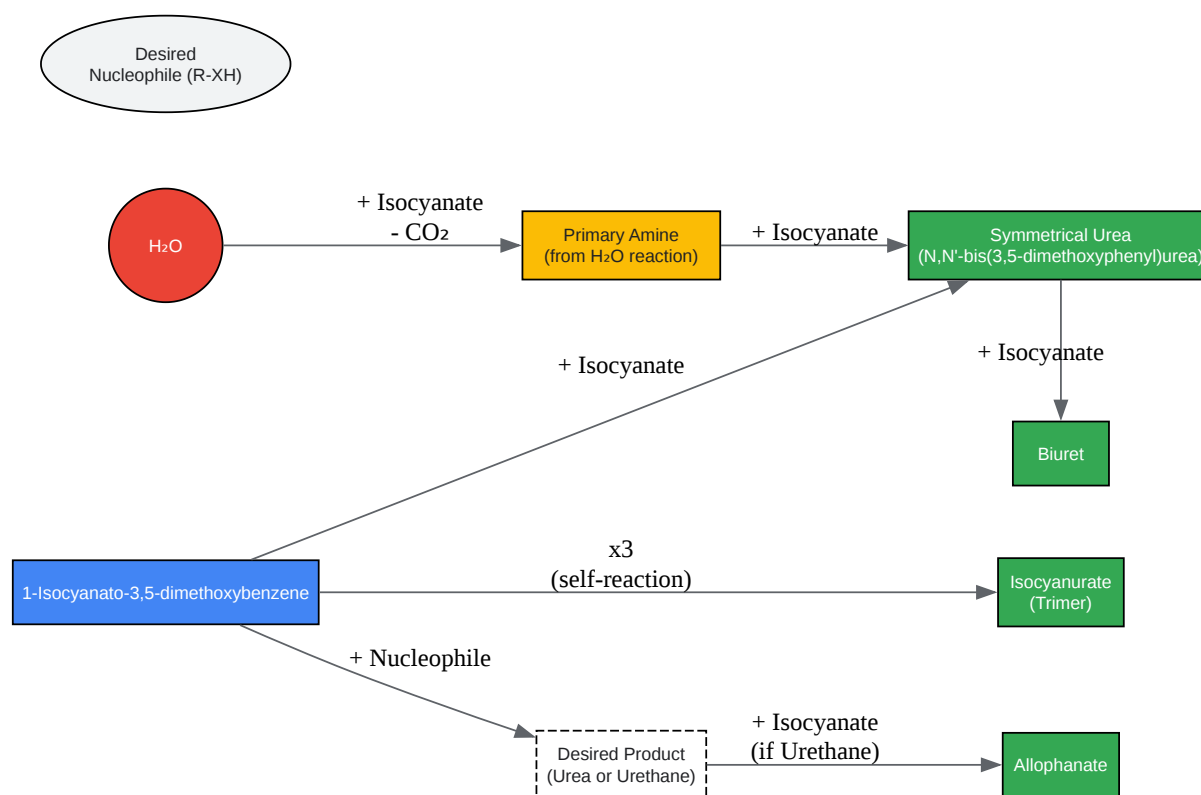 Desired
Nucleophile (R-XH)
H₂O
+ Isocyanate
- CO₂
Primary Amine
(from H₂O reaction)
+ Isocyanate
Symmetrical Urea
(N,N'-bis(3,5-dimethoxyphenyl)urea)
+ Isocyanate
+ Isocyanate
Biuret
1-Isocyanato-3,5-dimethoxybenzene
x3
(self-reaction)
Isocyanurate
(Trimer)
+ Nucleophile
Desired Product
(Urea or Urethane)
+ Isocyanate
(if Urethane)
Allophanate